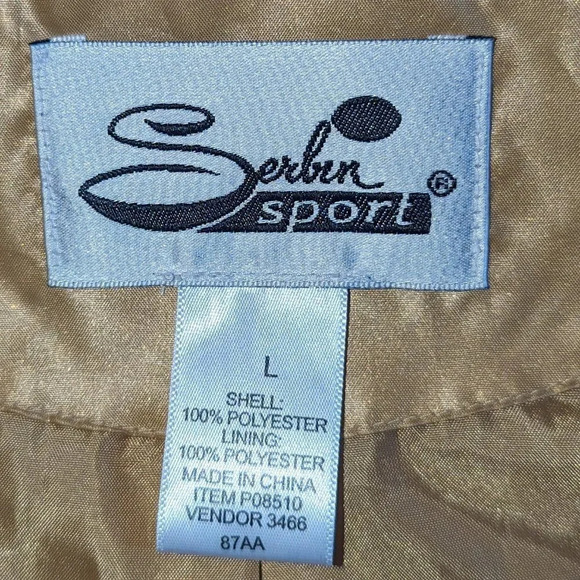 Serbin
sport ®
L
SHELL:
100% POLYESTER
LINING:
100% POLYESTER
MADE IN CHINA
ITEM P08510
VENDOR 3466
87AA